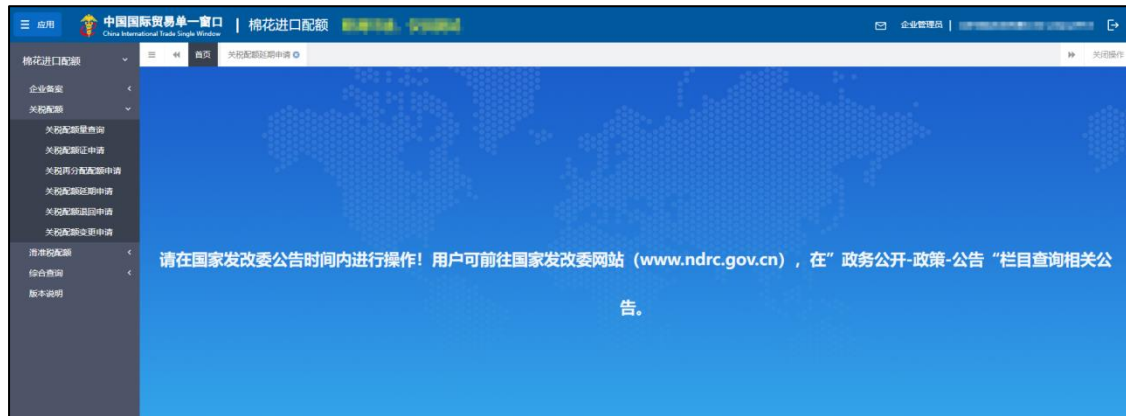 应用
中国国际贸易单一窗口 | 棉花进口配额
China International Trade Single Window
企业管理员 |
棉花进口配额
首页
关税配额延期申请
关闭操作
企业备案
关税配额
关税配额量查询
关税配额证申请
关税再分配配额申请
关税配额延期申请
关税配额退回申请
关税配额变更申请
滑准税配额
综合查询
版本说明
请在国家发改委公告时间内进行操作!用户可前往国家发改委网站(www.ndrc.gov.cn),在”政务公开-政策-公告“栏目查询相关公
告。